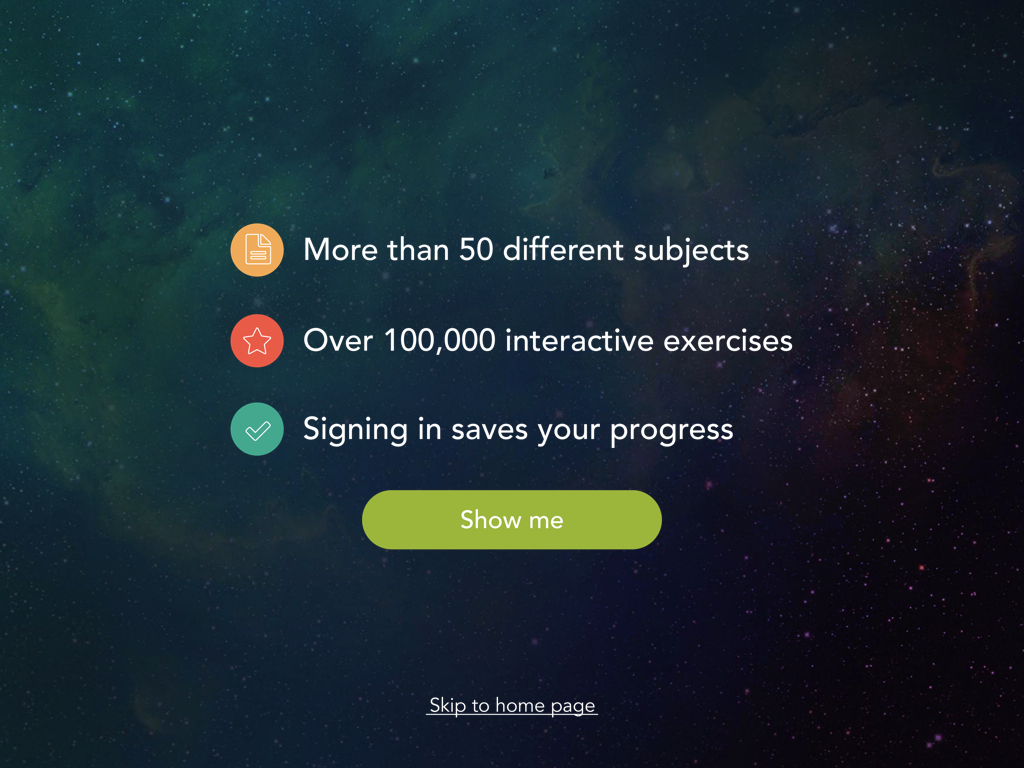 More than 50 different subjects
Over 100,000 interactive exercises
Signing in saves your progress
Show me
Skip to home page